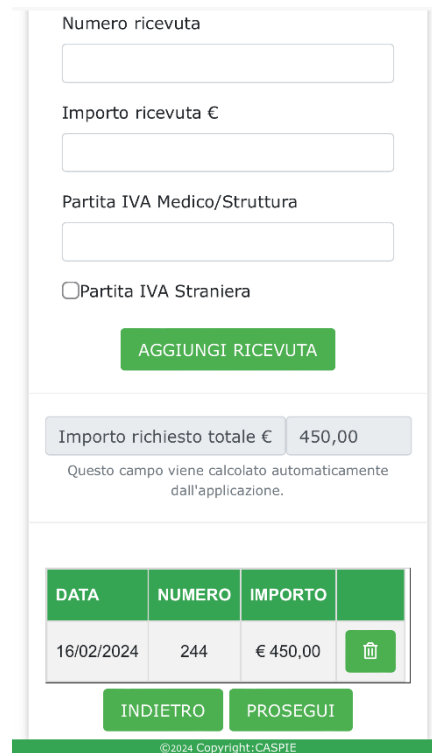 Numero ricevuta
Importo ricevuta €
Partita IVA Medico/Struttura
Partita IVA Straniera
AGGIUNGI RICEVUTA
Importo richiesto totale € 450,00
Questo campo viene calcolato automaticamente
dall'applicazione.
DATA NUMERO IMPORTO
16/02/2024 244 € 450,00
INDIETRO PROSEGUI
©2024 Copyright:CASPIE